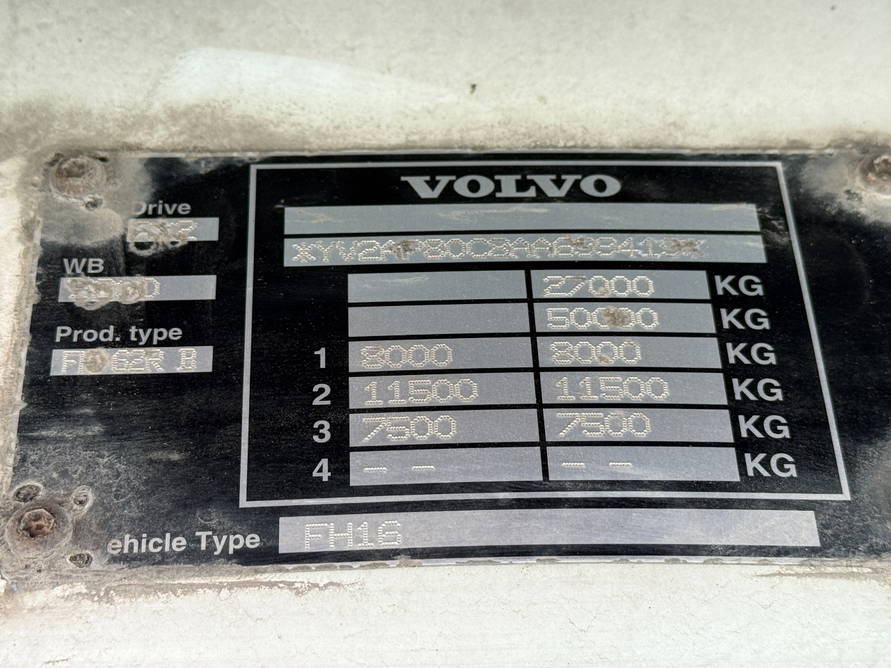 VOLVO
Drive
WB
Prod. type
27000 KG
KG
1 8000 8000 KG
2 11500 11500 KG
3 7500 7500 KG
4 – – – – KG
ehicle Type FH16